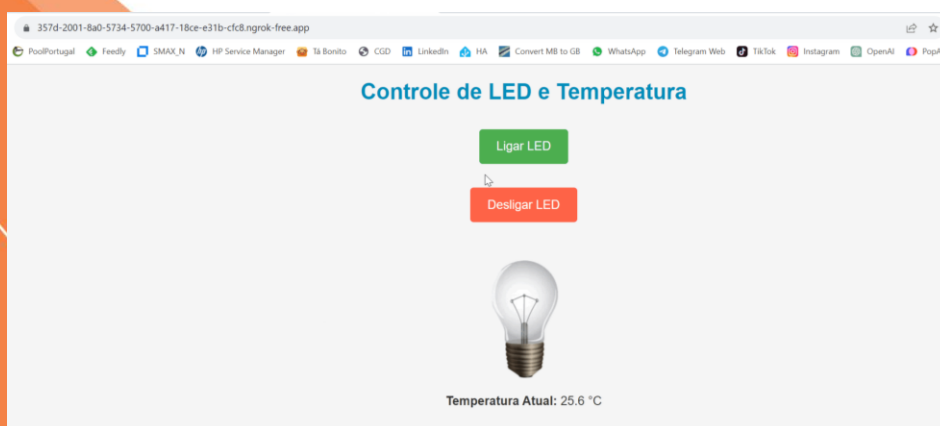 357d-2001-8a0-5734-5700-a417-18ce-e31b-cfc8.ngrok-free.app
PoolPortugal Feedly SMAX_N HP Service Manager Tá Bonito CGD LinkedIn HA Convert MB to GB WhatsApp Telegram Web TikTok Instagram OpenAI PopA
Controle de LED e Temperatura
Ligar LED
Desligar LED
Temperatura Atual: 25.6 °C